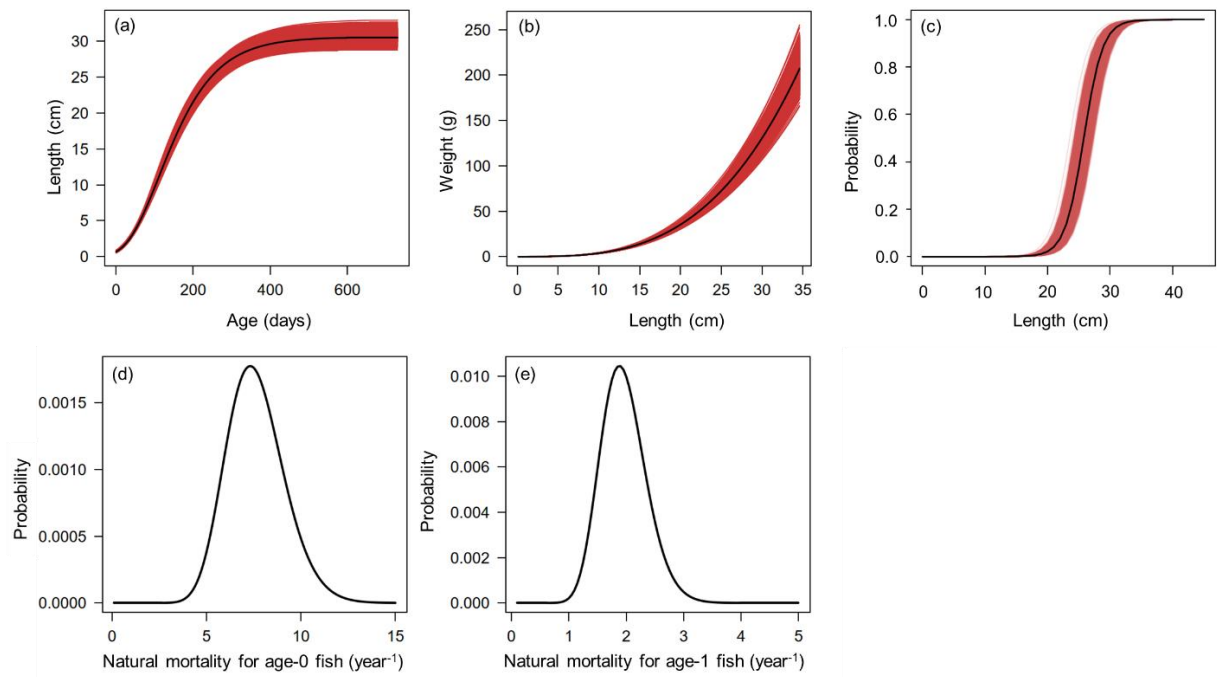 (a)
30
25
20
15
10
5
0
Length (cm)
0 200 400 600
Age (days)
(b)
250
200
150
100
50
0
Weight (g)
0 5 10 15 20 25 30 35
Length (cm)
(c)
1.0
0.8
0.6
0.4
0.2
0.0
Probability
0 10 20 30 40
Length (cm)
(d)
0.0015
0.0010
0.0005
0.0000
Probability
0 5 10 15
Natural mortality for age-0 fish (year⁻¹)
(e)
0.010
0.008
0.006
0.004
0.002
0.000
Probability
0 1 2 3 4 5
Natural mortality for age-1 fish (year⁻¹)